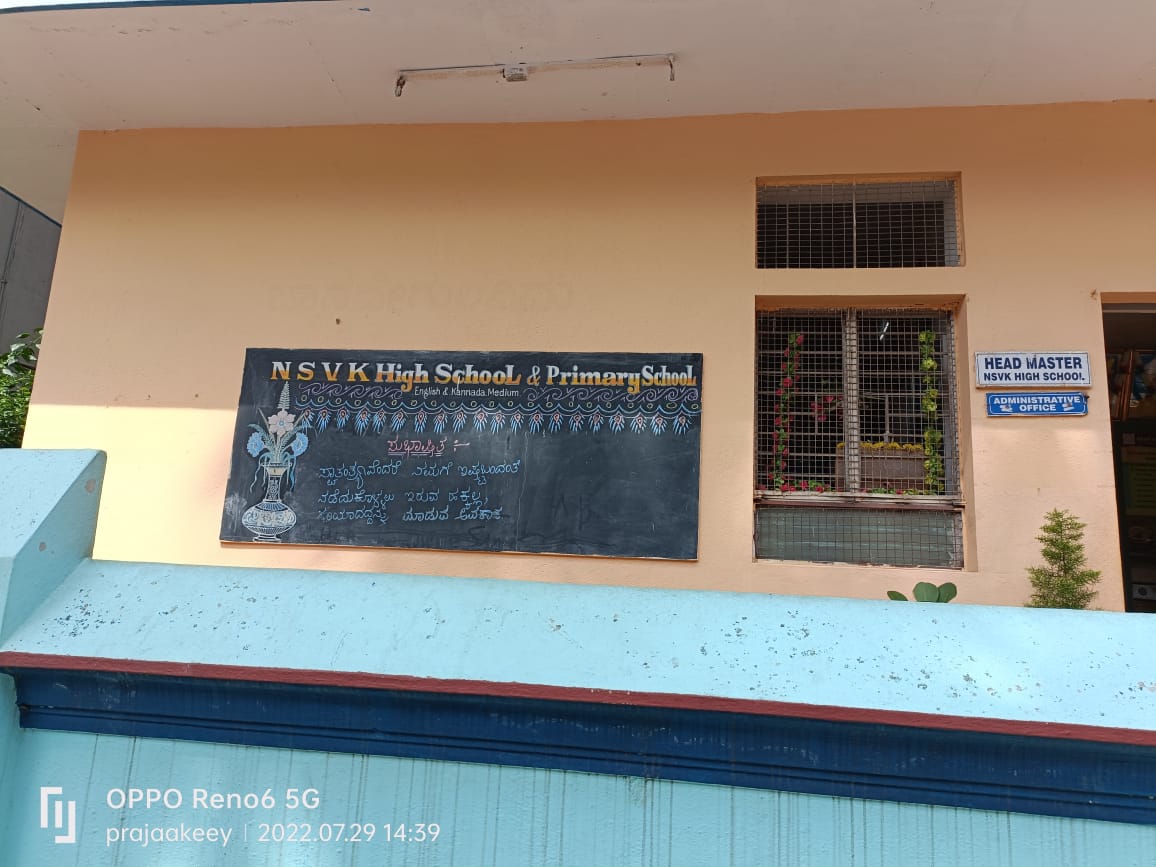 N S V K High School & Primary School
English & Kannada Medium
ಸುಭಾಷಿತ :-
ಸ್ವಾತಂತ್ರ್ಯವೆಂದರೆ ನಮಗೆ ಇಷ್ಟಬಂದಂತೆ
ನಡೆದುಕೊಳ್ಳಲು ಇರುವ ಹಕ್ಕಲ್ಲ,
ಸರಿಯಾದದ್ದನ್ನು ಮಾಡುವ ಅವಕಾಶ
HEAD MASTER
NSVK HIGH SCHOOL
ADMINISTRATIVE
OFFICE
OPPO Reno6 5G
prajaakeey | 2022.07.29 14:39